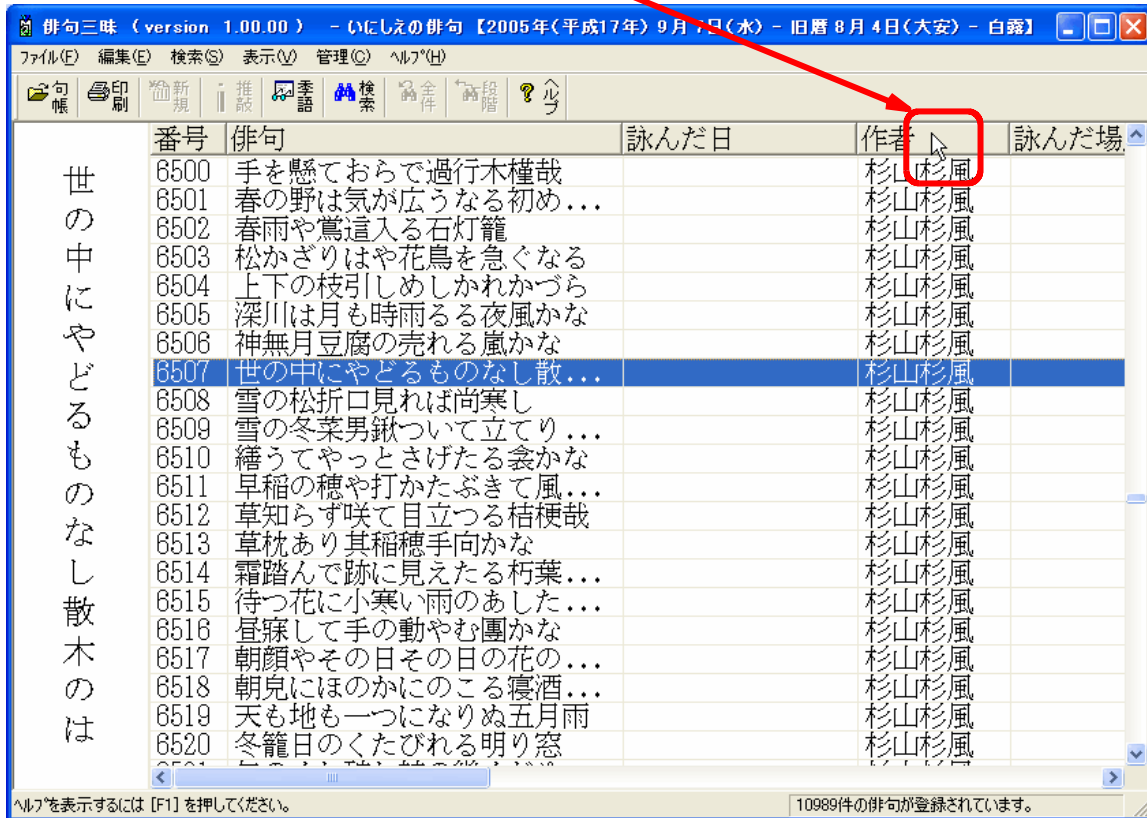 俳句三昧 （version 1.00.00） - いにしえの俳句 【2005年(平成17年) 9月 7日(水) - 旧暦 8月 4日(大安) - 白露】
ファイル(F) 編集(E) 検索(S) 表示(V) 管理(C) ヘルプ(H)
句帳 印刷 新規 推敲 季語 検索 全件 段階 ヘルプ
世の中にやどるものなし散木のは
番号 俳句 詠んだ日 作者 詠んだ場
6500 手を懸ておらで過行木槿哉 杉山杉風
6501 春の野は気が広うなる初め... 杉山杉風
6502 春雨や鴬這入る石灯籠 杉山杉風
6503 松かざりはや花鳥を急ぐなる 杉山杉風
6504 上下の枝引しめしかれかづら 杉山杉風
6505 深川は月も時雨るる夜風かな 杉山杉風
6506 神無月豆腐の売れる嵐かな 杉山杉風
6507 世の中にやどるものなし散... 杉山杉風
6508 雪の松折口見れば尚寒し 杉山杉風
6509 雪の冬菜男鍬ついて立てり... 杉山杉風
6510 繕うてやっとさげたる衾かな 杉山杉風
6511 早稲の穂や打かたぶきて風... 杉山杉風
6512 草知らず咲て目立つる桔梗哉 杉山杉風
6513 草枕あり其稲穂手向かな 杉山杉風
6514 霜踏んで跡に見えたる朽葉... 杉山杉風
6515 待つ花に小寒い雨のあした... 杉山杉風
6516 昼寐して手の動やむ團かな 杉山杉風
6517 朝顔やその日その日の花の... 杉山杉風
6518 朝皃にほのかにのこる寝酒... 杉山杉風
6519 天も地も一つになりぬ五月雨 杉山杉風
6520 冬籠日のくたびれる明り窓 杉山杉風
ヘルプを表示するには [F1] を押してください。 10989件の俳句が登録されています。